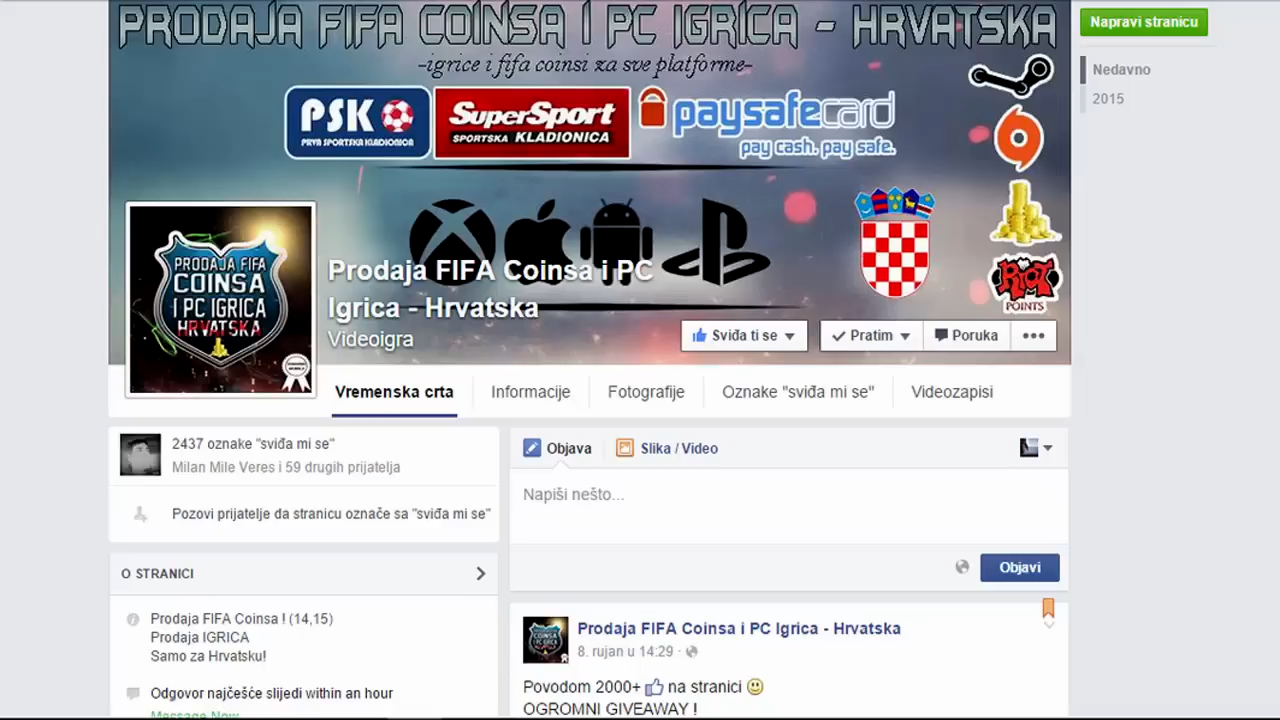 PRODAJA FIFA COINSA I PC IGRICA - HRVATSKA
-igrice i fifa coinsi za sve platforme-
Napravi stranicu
Nedavno
2015
PSK
PRVA SPORTSKA KLADIONICA
SuperSport
SPORTSKA KLADIONICA
paysafecard
pay cash. pay safe.
RIOT
POINTS
PRODAJA FIFA
COINSA
I PC IGRICA
HRVATSKA
Prodaja FIFA Coinsa i PC
Igrica - Hrvatska
Videoigra
Sviđa ti se
Pratim
Poruka
Vremenska crta
Informacije
Fotografije
Oznake "sviđa mi se"
Videozapisi
2437 oznake "sviđa mi se"
Milan Mile Veres i 59 drugih prijatelja
Pozovi prijatelje da stranicu označe sa "sviđa mi se"
O STRANICI
Prodaja FIFA Coinsa ! (14,15)
Prodaja IGRICA
Samo za Hrvatsku!
Odgovor najčešće slijedi within an hour
Message Now
Objava
Slika / Video
Napiši nešto...
Objavi
Prodaja FIFA Coinsa i PC Igrica - Hrvatska
8. rujan u 14:29 ·
Povodom 2000+ na stranici
OGROMNI GIVEAWAY !